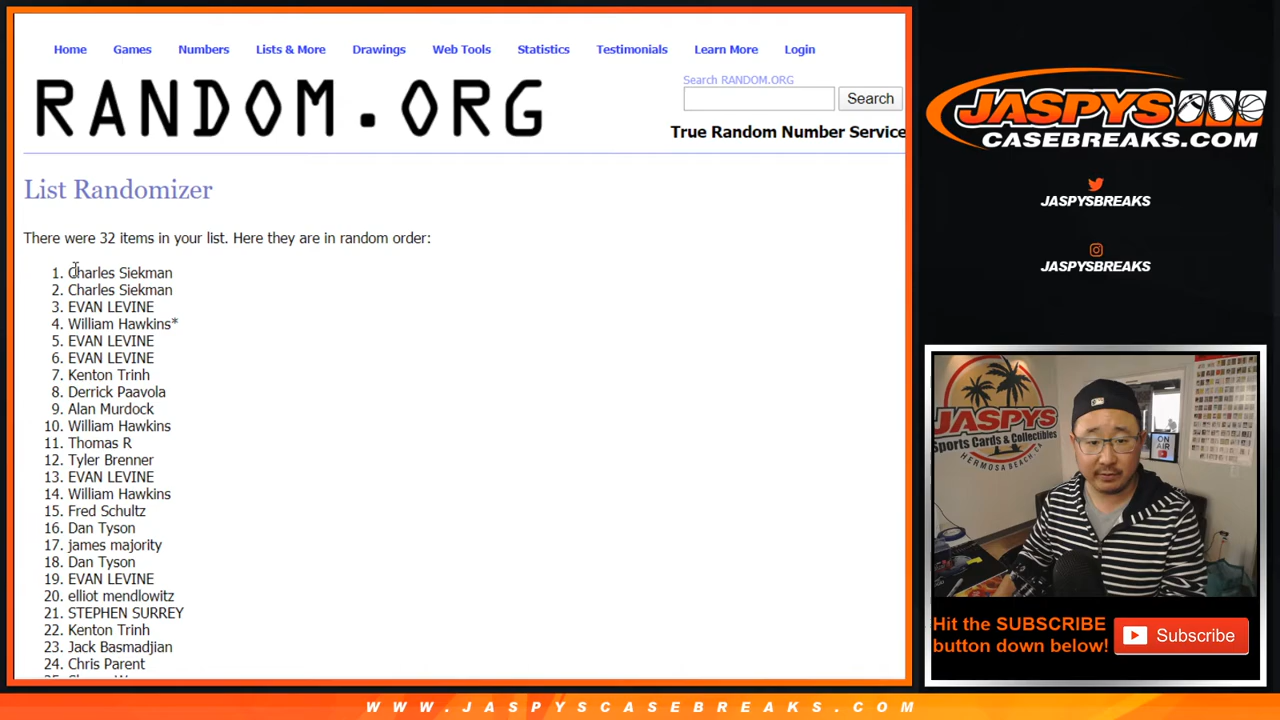 Home Games Numbers Lists & More Drawings Web Tools Statistics Testimonials Learn More Login
RANDOM.ORG
Search RANDOM.ORG
Search
True Random Number Service
List Randomizer
There were 32 items in your list. Here they are in random order:
1. Charles Siekman
2. Charles Siekman
3. EVAN LEVINE
4. William Hawkins*
5. EVAN LEVINE
6. EVAN LEVINE
7. Kenton Trinh
8. Derrick Paavola
9. Alan Murdock
10. William Hawkins
11. Thomas R
12. Tyler Brenner
13. EVAN LEVINE
14. William Hawkins
15. Fred Schultz
16. Dan Tyson
17. james majority
18. Dan Tyson
19. EVAN LEVINE
20. elliot mendlowitz
21. STEPHEN SURREY
22. Kenton Trinh
23. Jack Basmadjian
24. Chris Parent
JASPYS
CASEBREAKS.COM
JASPYSBREAKS
JASPYSBREAKS
JASPYS
Sports Cards & Collectibles
HERMOSA BEACH, CA
ON AIR
Hit the SUBSCRIBE
button down below!
Subscribe
WWW.JASPYSCASEBREAKS.COM